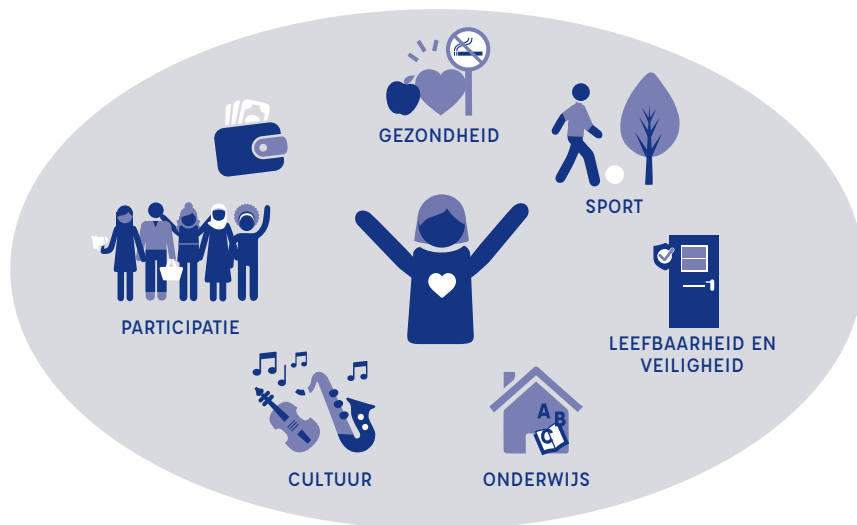 GEZONDHEID
SPORT
PARTICIPATIE
LEEFBAARHEID EN
VEILIGHEID
A
B
C
CULTUUR
ONDERWIJS